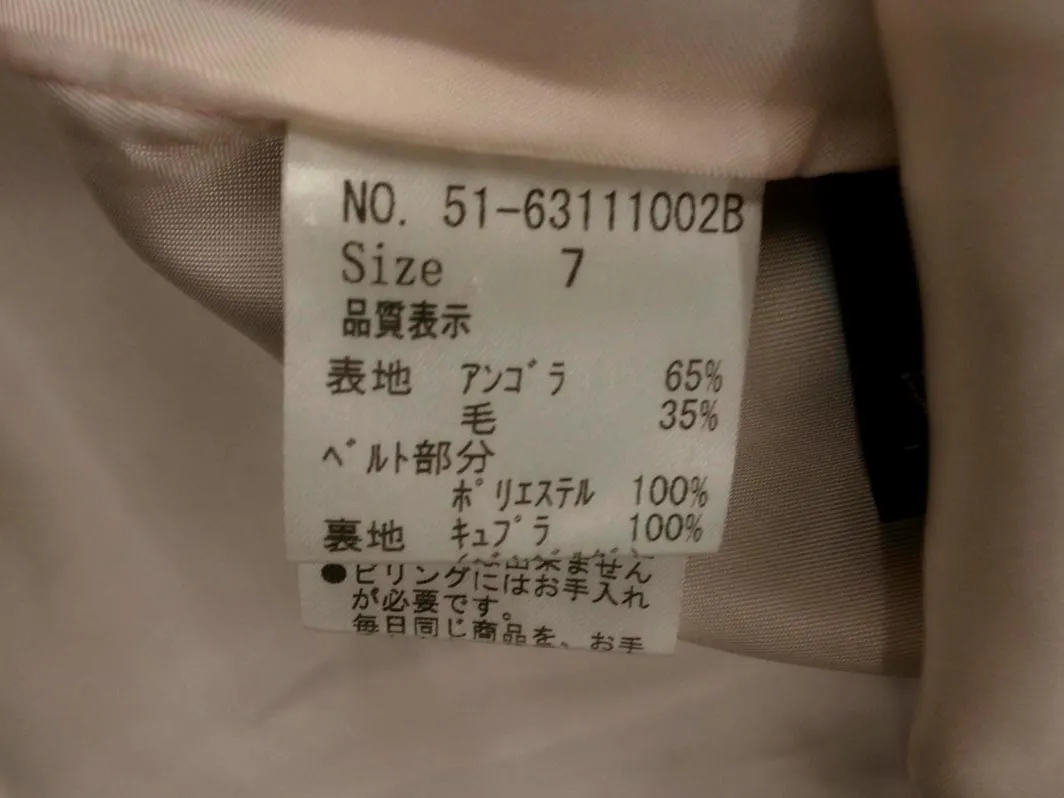 NO. 51-63111002B
Size 7
品質表示
表地 アンゴラ 65%
毛 35%
ベルト部分
ポリエステル 100%
裏地 キュプラ 100%
ません
●ピリングにはお手入れ
が必要です。
毎日同じ商品を、お手